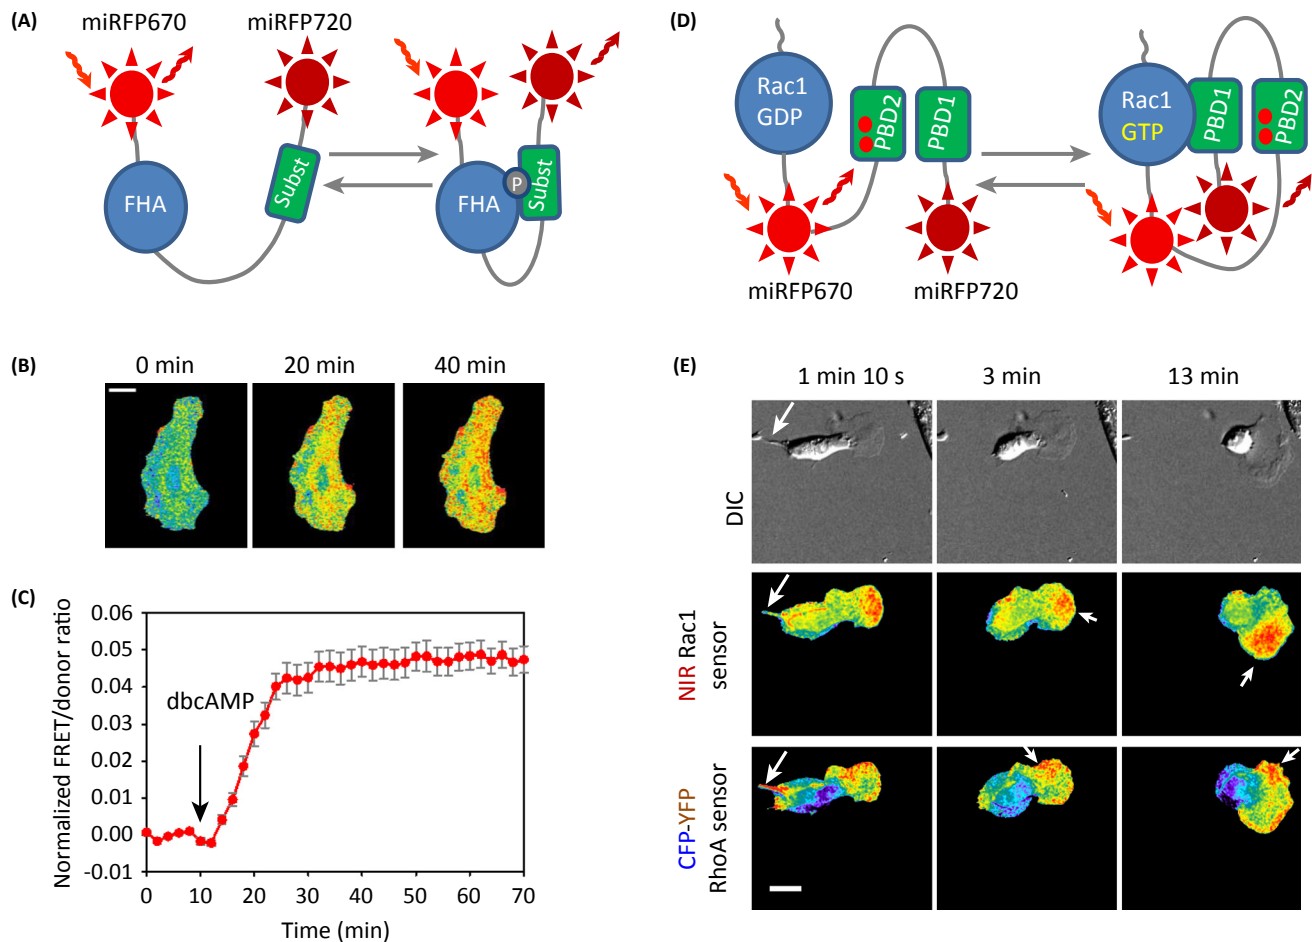 (A)
miRFP670
miRFP720
FHA
Subst
FHA
P
Subst
(D)
Rac1
GDP
PBD2
PBD1
Rac1
GTP
PBD1
PBD2
miRFP670
miRFP720
(B)
0 min
20 min
40 min
(C)
Normalized FRET/donor ratio
0.06
0.05
0.04
0.03
0.02
0.01
0.00
-0.01
dbcAMP
0
10
20
30
40
50
60
70
Time (min)
(E)
1 min 10 s
3 min
13 min
DIC
NIR Rac1
sensor
CFP-YFP
RhoA sensor